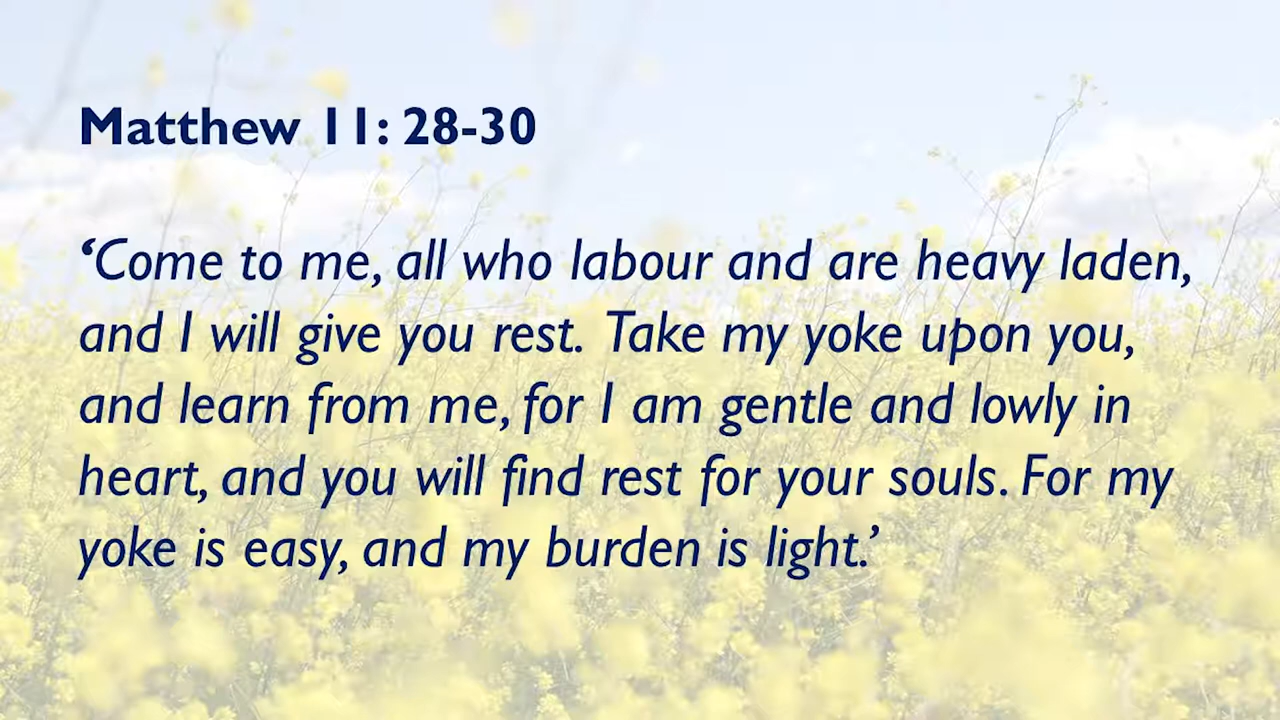 Matthew 11: 28-30
‘Come to me, all who labour and are heavy laden,
and I will give you rest. Take my yoke upon you,
and learn from me, for I am gentle and lowly in
heart, and you will find rest for your souls. For my
yoke is easy, and my burden is light.’